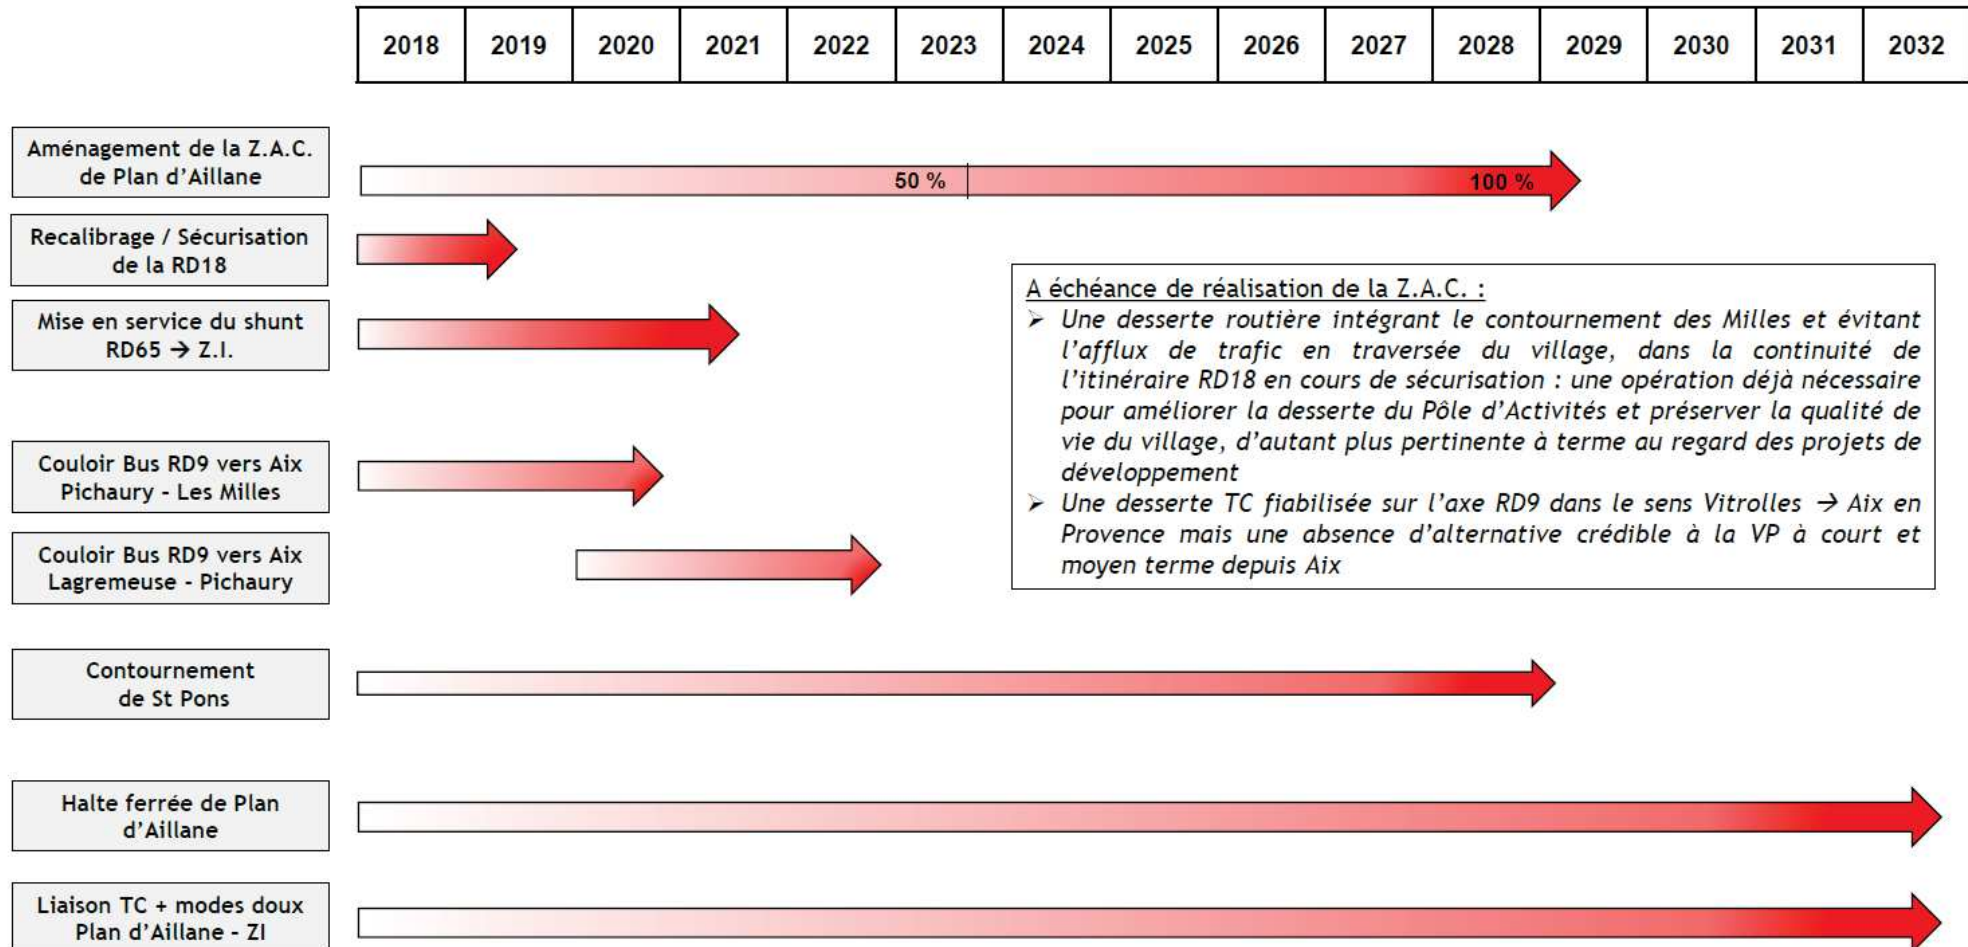 2018 2019 2020 2021 2022 2023 2024 2025 2026 2027 2028 2029 2030 2031 2032
Aménagement de la Z.A.C.
de Plan d'Aillane
50 %
100 %
Recalibrage / Sécurisation
de la RD18
Mise en service du shunt
RD65 → Z.I.
Couloir Bus RD9 vers Aix
Pichaury - Les Milles
Couloir Bus RD9 vers Aix
Lagremeuse - Pichaury
Contournement
de St Pons
Halte ferrée de Plan
d'Aillane
Liaison TC + modes doux
Plan d'Aillane - ZI
A échéance de réalisation de la Z.A.C. :
➢ Une desserte routière intégrant le contournement des Milles et évitant
l'afflux de trafic en traversée du village, dans la continuité de
l'itinéraire RD18 en cours de sécurisation : une opération déjà nécessaire
pour améliorer la desserte du Pôle d'Activités et préserver la qualité de
vie du village, d'autant plus pertinente à terme au regard des projets de
développement
➢ Une desserte TC fiabilisée sur l'axe RD9 dans le sens Vitrolles → Aix en
Provence mais une absence d'alternative crédible à la VP à court et
moyen terme depuis Aix